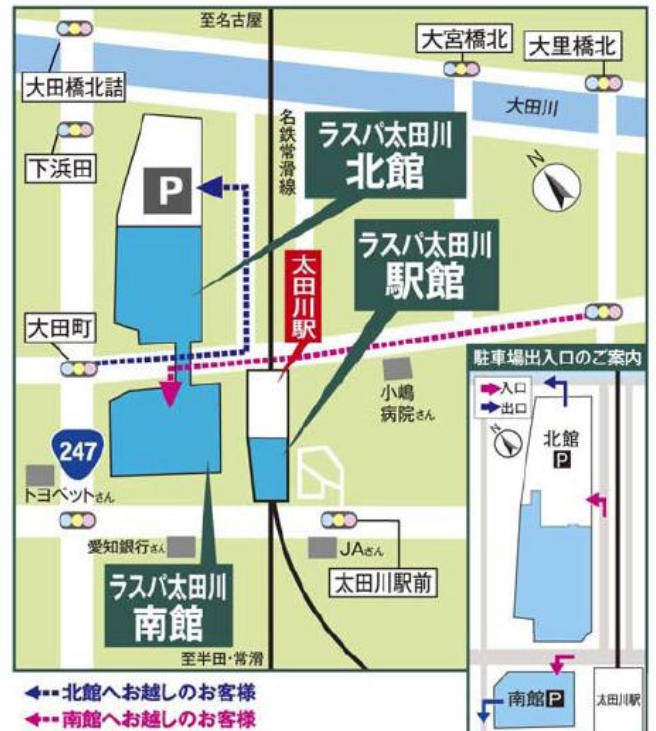 至名古屋
大宮橋北
大里橋北
大田橋北詰
大田川
名鉄常滑線
ラスパ太田川
北館
下浜田
P
N
ラスパ太田川
駅館
太田川駅
大田町
小嶋
病院さん
247
トヨペットさん
愛知銀行さん
JAさん
太田川駅前
ラスパ太田川
南館
至半田・常滑
北館へお越しのお客様
南館へお越しのお客様
駐車場出入口のご案内
入口
出口
N
北館
P
南館P
太田川駅